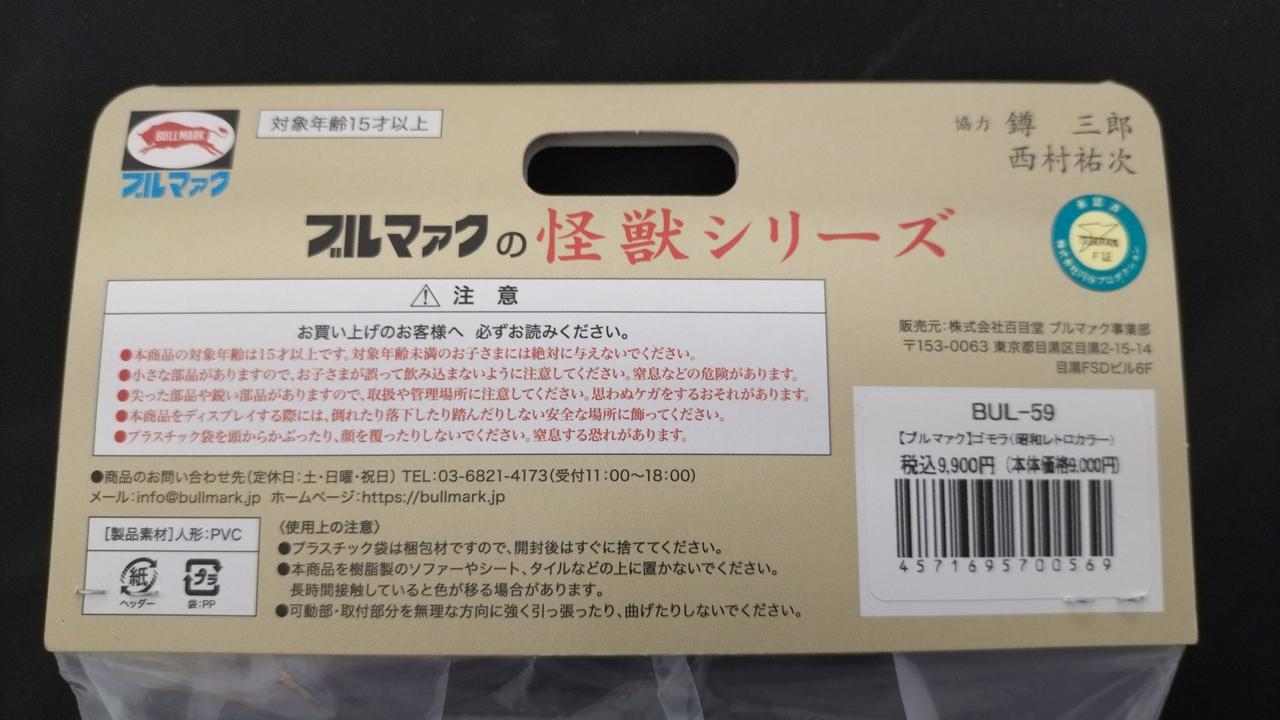 BULLMARK
ブルマァク
対象年齢15才以上
協力 鐏 三郎
西村祐次
ブルマァクの怪獣シリーズ
承認済
株式会社円谷プロダクション
⚠ 注 意
お買い上げのお客様へ 必ずお読みください。
●本商品の対象年齢は15才以上です。対象年齢未満のお子さまには絶対に与えないでください。
●小さな部品がありますので、お子さまが誤って飲み込まないように注意してください。窒息などの危険があります。
●尖った部品や鋭い部品がありますので、取扱や管理場所に注意してください。思わぬケガをするおそれがあります。
●本商品をディスプレイする際には、倒れたり落下したり踏んだりしない安全な場所に飾ってください。
●プラスチック袋を頭からかぶったり、顔を覆ったりしないでください。窒息する恐れがあります。
販売元：株式会社百目堂 ブルマァク事業部
〒153-0063 東京都目黒区目黒2-15-14
目黒FSDビル6F
BUL-59
【ブルマァク】ゴモラ（昭和レトロカラー）
税込9,900円 （本体価格9,000円）
4571695700569
●商品のお問い合わせ先（定休日：土・日曜・祝日） TEL：03-6821-4173（受付11：00〜18：00）
メール：info@bullmark.jp ホームページ：https://bullmark.jp
［製品素材］人形：PVC
紙
ヘッダー
プラ
袋：PP
〈使用上の注意〉
●プラスチック袋は梱包材ですので、開封後はすぐに捨ててください。
●本商品を樹脂製のソファーやシート、タイルなどの上に置かないでください。
長時間接触していると色が移る場合があります。
●可動部・取付部分を無理な方向に強く引っ張ったり、曲げたりしないでください。